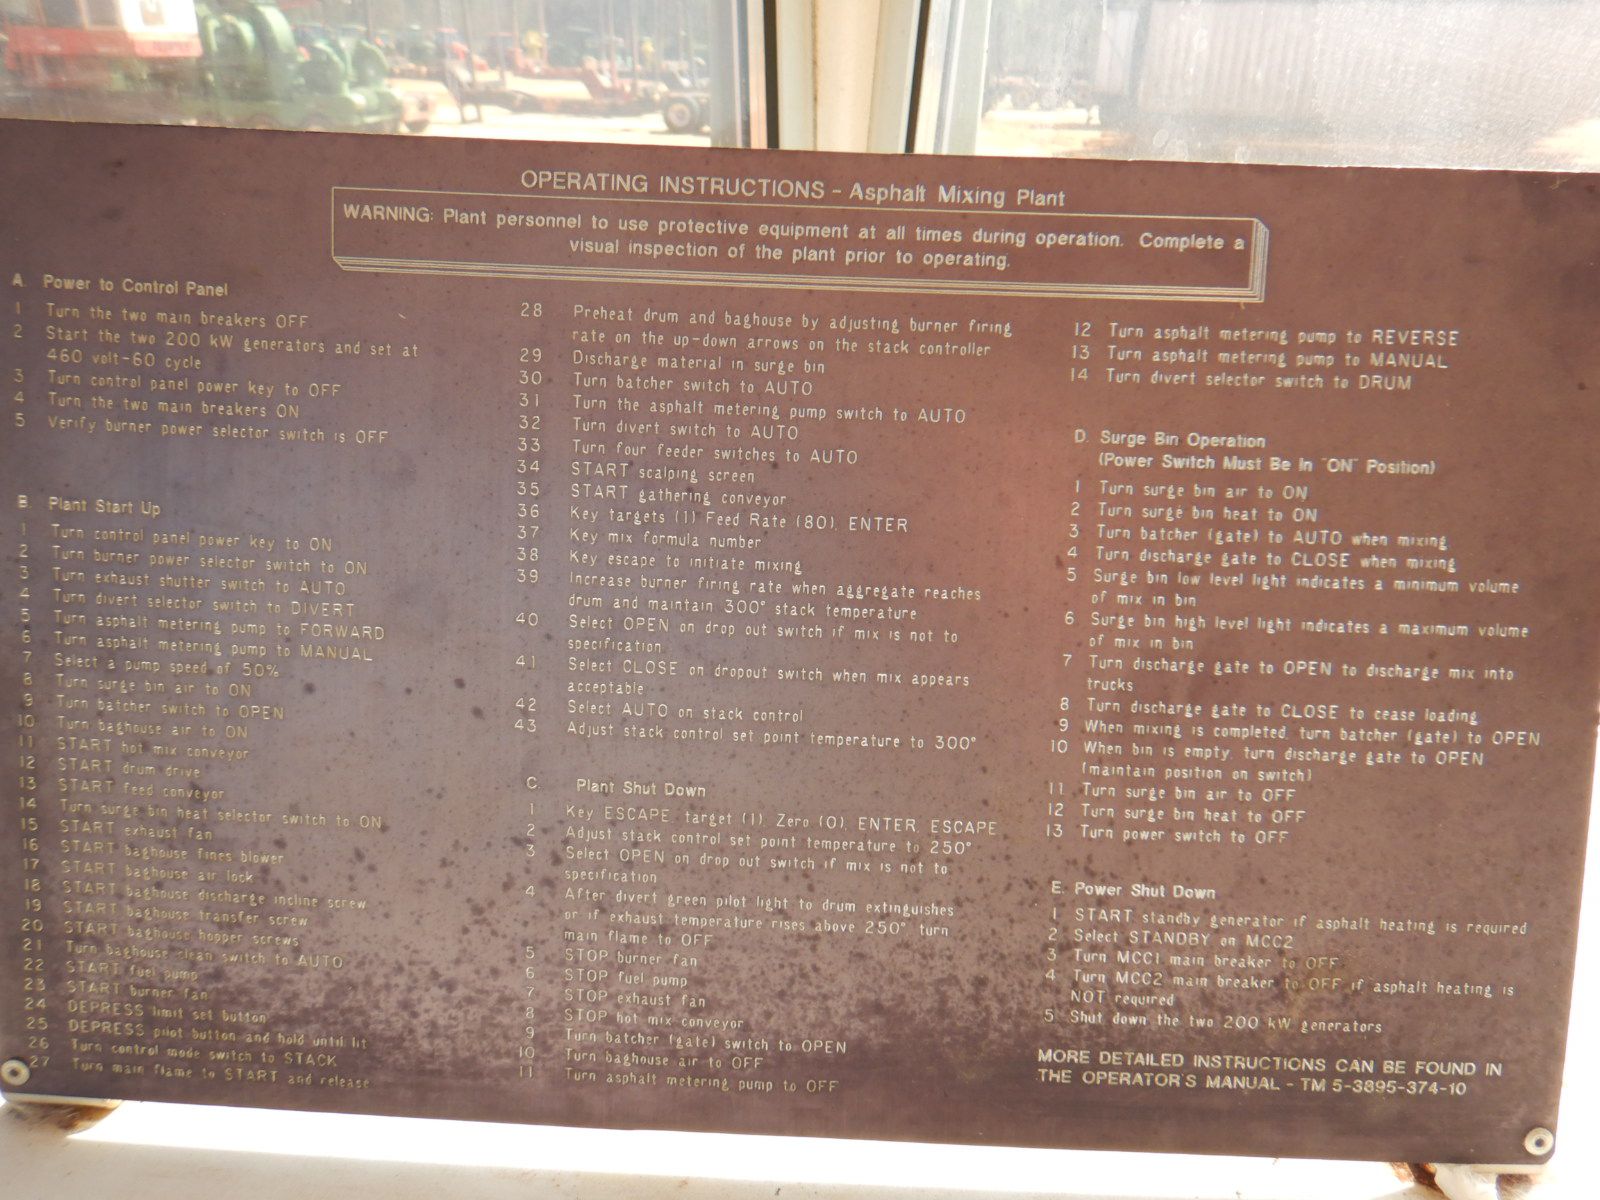 OPERATING INSTRUCTIONS - Asphalt Mixing Plant
WARNING: Plant personnel to use protective equipment at all times during operation. Complete a
visual inspection of the plant prior to operating.
A. Power to Control Panel
1 Turn the two main breakers OFF
2 Start the two 200 kW generators and set at
460 volt-60 cycle
3 Turn control panel power key to OFF
4 Turn the two main breakers ON
5 Verify burner power selector switch is OFF
B. Plant Start Up
1 Turn control panel power key to ON
2 Turn burner power selector switch to ON
3 Turn exhaust shutter switch to AUTO
4 Turn divert selector switch to DIVERT
5 Turn asphalt metering pump to FORWARD
6 Turn asphalt metering pump to MANUAL
7 Select a pump speed of 50%
8 Turn surge bin air to ON
9 Turn batcher switch to OPEN
10 Turn baghouse air to ON
11 START hot mix conveyor
12 START drum drive
13 START feed conveyor
14 Turn surge bin heat selector switch to ON
15 START exhaust fan
16 START baghouse fines blower
17 START baghouse air lock
18 START baghouse discharge incline screw
19 START baghouse transfer screw
20 START baghouse hopper screws
21 Turn baghouse clean switch to AUTO
22 START fuel pump
23 START burner fan
24 DEPRESS limit set button
25 DEPRESS pilot button and hold until lit
26 Turn control mode switch to STACK
27 Turn main flame to START and release
28 Preheat drum and baghouse by adjusting burner firing
rate on the up-down arrows on the stack controller
29 Discharge material in surge bin
30 Turn batcher switch to AUTO
31 Turn the asphalt metering pump switch to AUTO
32 Turn divert switch to AUTO
33 Turn four feeder switches to AUTO
34 START scalping screen
35 START gathering conveyor
36 Key targets (1) Feed Rate (80), ENTER
37 Key mix formula number
38 Key escape to initiate mixing
39 Increase burner firing rate when aggregate reaches
drum and maintain 300° stack temperature
40 Select OPEN on drop out switch if mix is not to
specification
41 Select CLOSE on dropout switch when mix appears
acceptable
42 Select AUTO on stack control
43 Adjust stack control set point temperature to 300°
C. Plant Shut Down
1 Key ESCAPE, target (1), Zero (0), ENTER, ESCAPE
2 Adjust stack control set point temperature to 250°
3 Select OPEN on drop out switch if mix is not to
specification
4 After divert green pilot light to drum extinguishes
or if exhaust temperature rises above 250° turn
main flame to OFF
5 STOP burner fan
6 STOP fuel pump
7 STOP exhaust fan
8 STOP hot mix conveyor
9 Turn batcher (gate) switch to OPEN
10 Turn baghouse air to OFF
11 Turn asphalt metering pump to OFF
12 Turn asphalt metering pump to REVERSE
13 Turn asphalt metering pump to MANUAL
14 Turn divert selector switch to DRUM
D. Surge Bin Operation
(Power Switch Must Be In "ON" Position)
1 Turn surge bin air to ON
2 Turn surge bin heat to ON
3 Turn batcher (gate) to AUTO when mixing
4 Turn discharge gate to CLOSE when mixing
5 Surge bin low level light indicates a minimum volume
of mix in bin
6 Surge bin high level light indicates a maximum volume
of mix in bin
7 Turn discharge gate to OPEN to discharge mix into
trucks
8 Turn discharge gate to CLOSE to cease loading
9 When mixing is completed, turn batcher (gate) to OPEN
10 When bin is empty, turn discharge gate to OPEN
(maintain position on switch)
11 Turn surge bin air to OFF
12 Turn surge bin heat to OFF
13 Turn power switch to OFF
E. Power Shut Down
1 START standby generator if asphalt heating is required
2 Select STANDBY on MCC2
3 Turn MCC1 main breaker to OFF
4 Turn MCC2 main breaker to OFF if asphalt heating is
NOT required
5 Shut down the two 200 kW generators
MORE DETAILED INSTRUCTIONS CAN BE FOUND IN
THE OPERATOR'S MANUAL - TM 5-3895-374-10